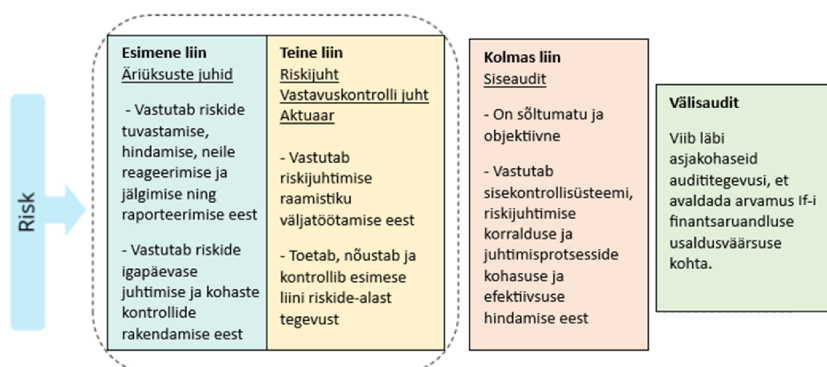 Risk
Esimene liin
Äriüksuste juhid
- Vastutab riskide
tuvastamise,
hindamise, neile
reageerimise ja
jälgimise ning
raporteerimise eest
- Vastutab riskide
igapäevase
juhtimise ja kohaste
kontrollide
rakendamise eest
Teine liin
Riskijuht
Vastavuskontrolli juht
Aktuaar
- Vastutab
riskijuhtimise
raamistiku
väljatöötamise eest
- Toetab, nõustab ja
kontrollib esimese
liini riskide-alast
tegevust
Kolmas liin
Siseaudit
- On sõltumatu ja
objektiivne
- Vastutab
sisekontrollisüsteemi,
riskijuhtimise
korralduse ja
juhtimisprotsesside
kohasuse ja
efektiivsuse
hindamise eest
Välisaudit
Viib läbi
asjakohaseid
audititegevusi, et
avaldada arvamus If-i
finantsaruandluse
usaldusväärsuse
kohta.